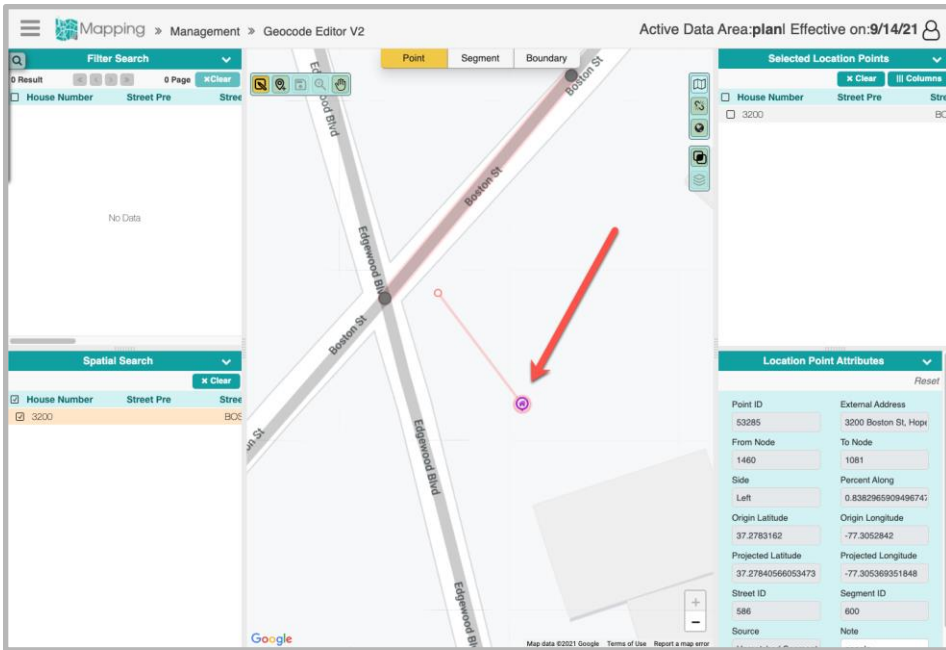 Mapping » Management » Geocode Editor V2
Active Data Area:planI Effective on:9/14/21
Filter Search
0 Result
0 Page
×Clear
House Number Street Pre Stree
No Data
Spatial Search
× Clear
House Number Street Pre Stree
3200 BOS
Point Segment Boundary
Boston St
Edgewood Blvd
Boston St
Edgewood Blvd
Boston St
Edgewood Blvd
Edgewood Blvd
Google
Map data ©2021 Google Terms of Use Report a map error
Selected Location Points
× Clear
Columns
House Number Street Pre Stre
3200 BO
Location Point Attributes
Reset
Point ID External Address
53285 3200 Boston St, Hope
From Node To Node
1460 1081
Side Percent Along
Left 0.838296590949674
Origin Latitude Origin Longitude
37.2783162 -77.3052842
Projected Latitude Projected Longitude
37.27840566053473 -77.305369351848
Street ID Segment ID
586 600
Source Note